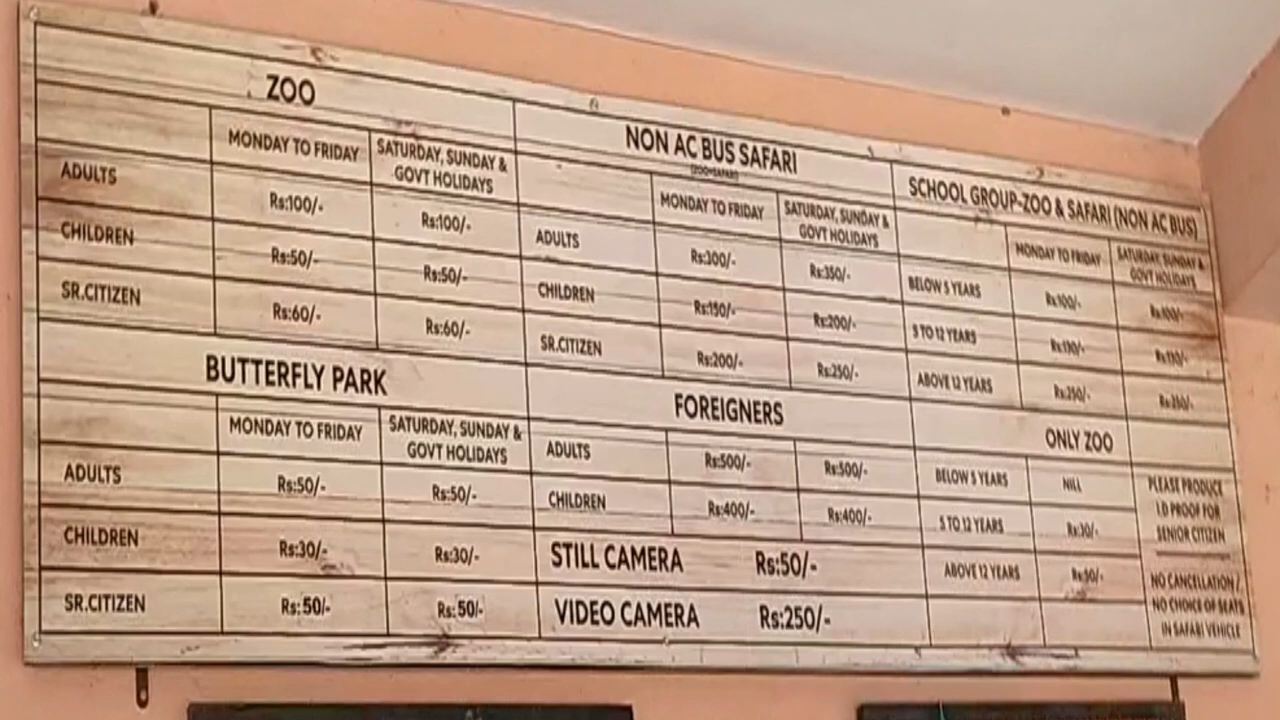 ZOO
MONDAY TO FRIDAY SATURDAY, SUNDAY &
GOVT HOLIDAYS
ADULTS Rs:100/- Rs:100/-
CHILDREN Rs:50/- Rs:50/-
SR.CITIZEN Rs:60/- Rs:60/-
BUTTERFLY PARK
MONDAY TO FRIDAY SATURDAY, SUNDAY &
GOVT HOLIDAYS
ADULTS Rs:50/- Rs:50/-
CHILDREN Rs:30/- Rs:30/-
SR.CITIZEN Rs:50/- Rs:50/-
NON AC BUS SAFARI
(ZOO+SAFARI)
MONDAY TO FRIDAY SATURDAY, SUNDAY &
GOVT HOLIDAYS
ADULTS Rs:300/- Rs:350/-
CHILDREN Rs:150/- Rs:200/-
SR.CITIZEN Rs:200/- Rs:250/-
FOREIGNERS
ADULTS Rs:500/- Rs:500/-
CHILDREN Rs:400/- Rs:400/-
STILL CAMERA Rs:50/-
VIDEO CAMERA Rs:250/-
SCHOOL GROUP-ZOO & SAFARI (NON AC BUS)
MONDAY TO FRIDAY SATURDAY, SUNDAY &
GOVT HOLIDAYS
BELOW 5 YEARS Rs:100/- Rs:100/-
5 TO 12 YEARS
ABOVE 12 YEARS Rs:250/-
ONLY ZOO
BELOW 5 YEARS NILL
5 TO 12 YEARS Rs:30/-
ABOVE 12 YEARS Rs:50/-
PLEASE PRODUCE
I.D PROOF FOR
SENIOR CITIZEN
NO CANCELLATION /
NO CHOICE OF SEATS
IN SAFARI VEHICLE